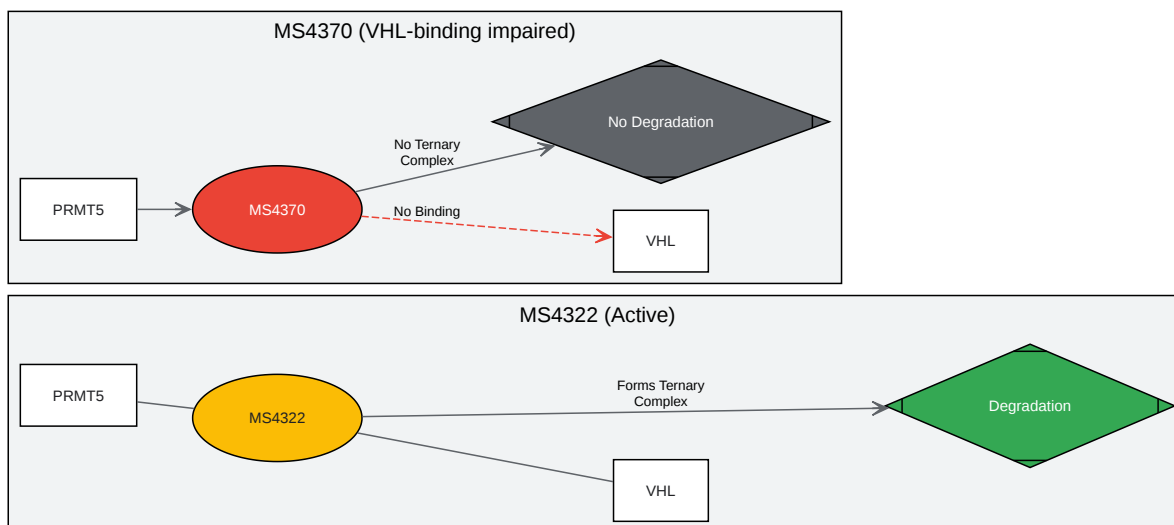 MS4370 (VHL-binding impaired)
No Degradation
No Ternary
Complex
PRMT5
MS4370
No Binding
VHL
MS4322 (Active)
PRMT5
MS4322
Forms Ternary
Complex
Degradation
VHL